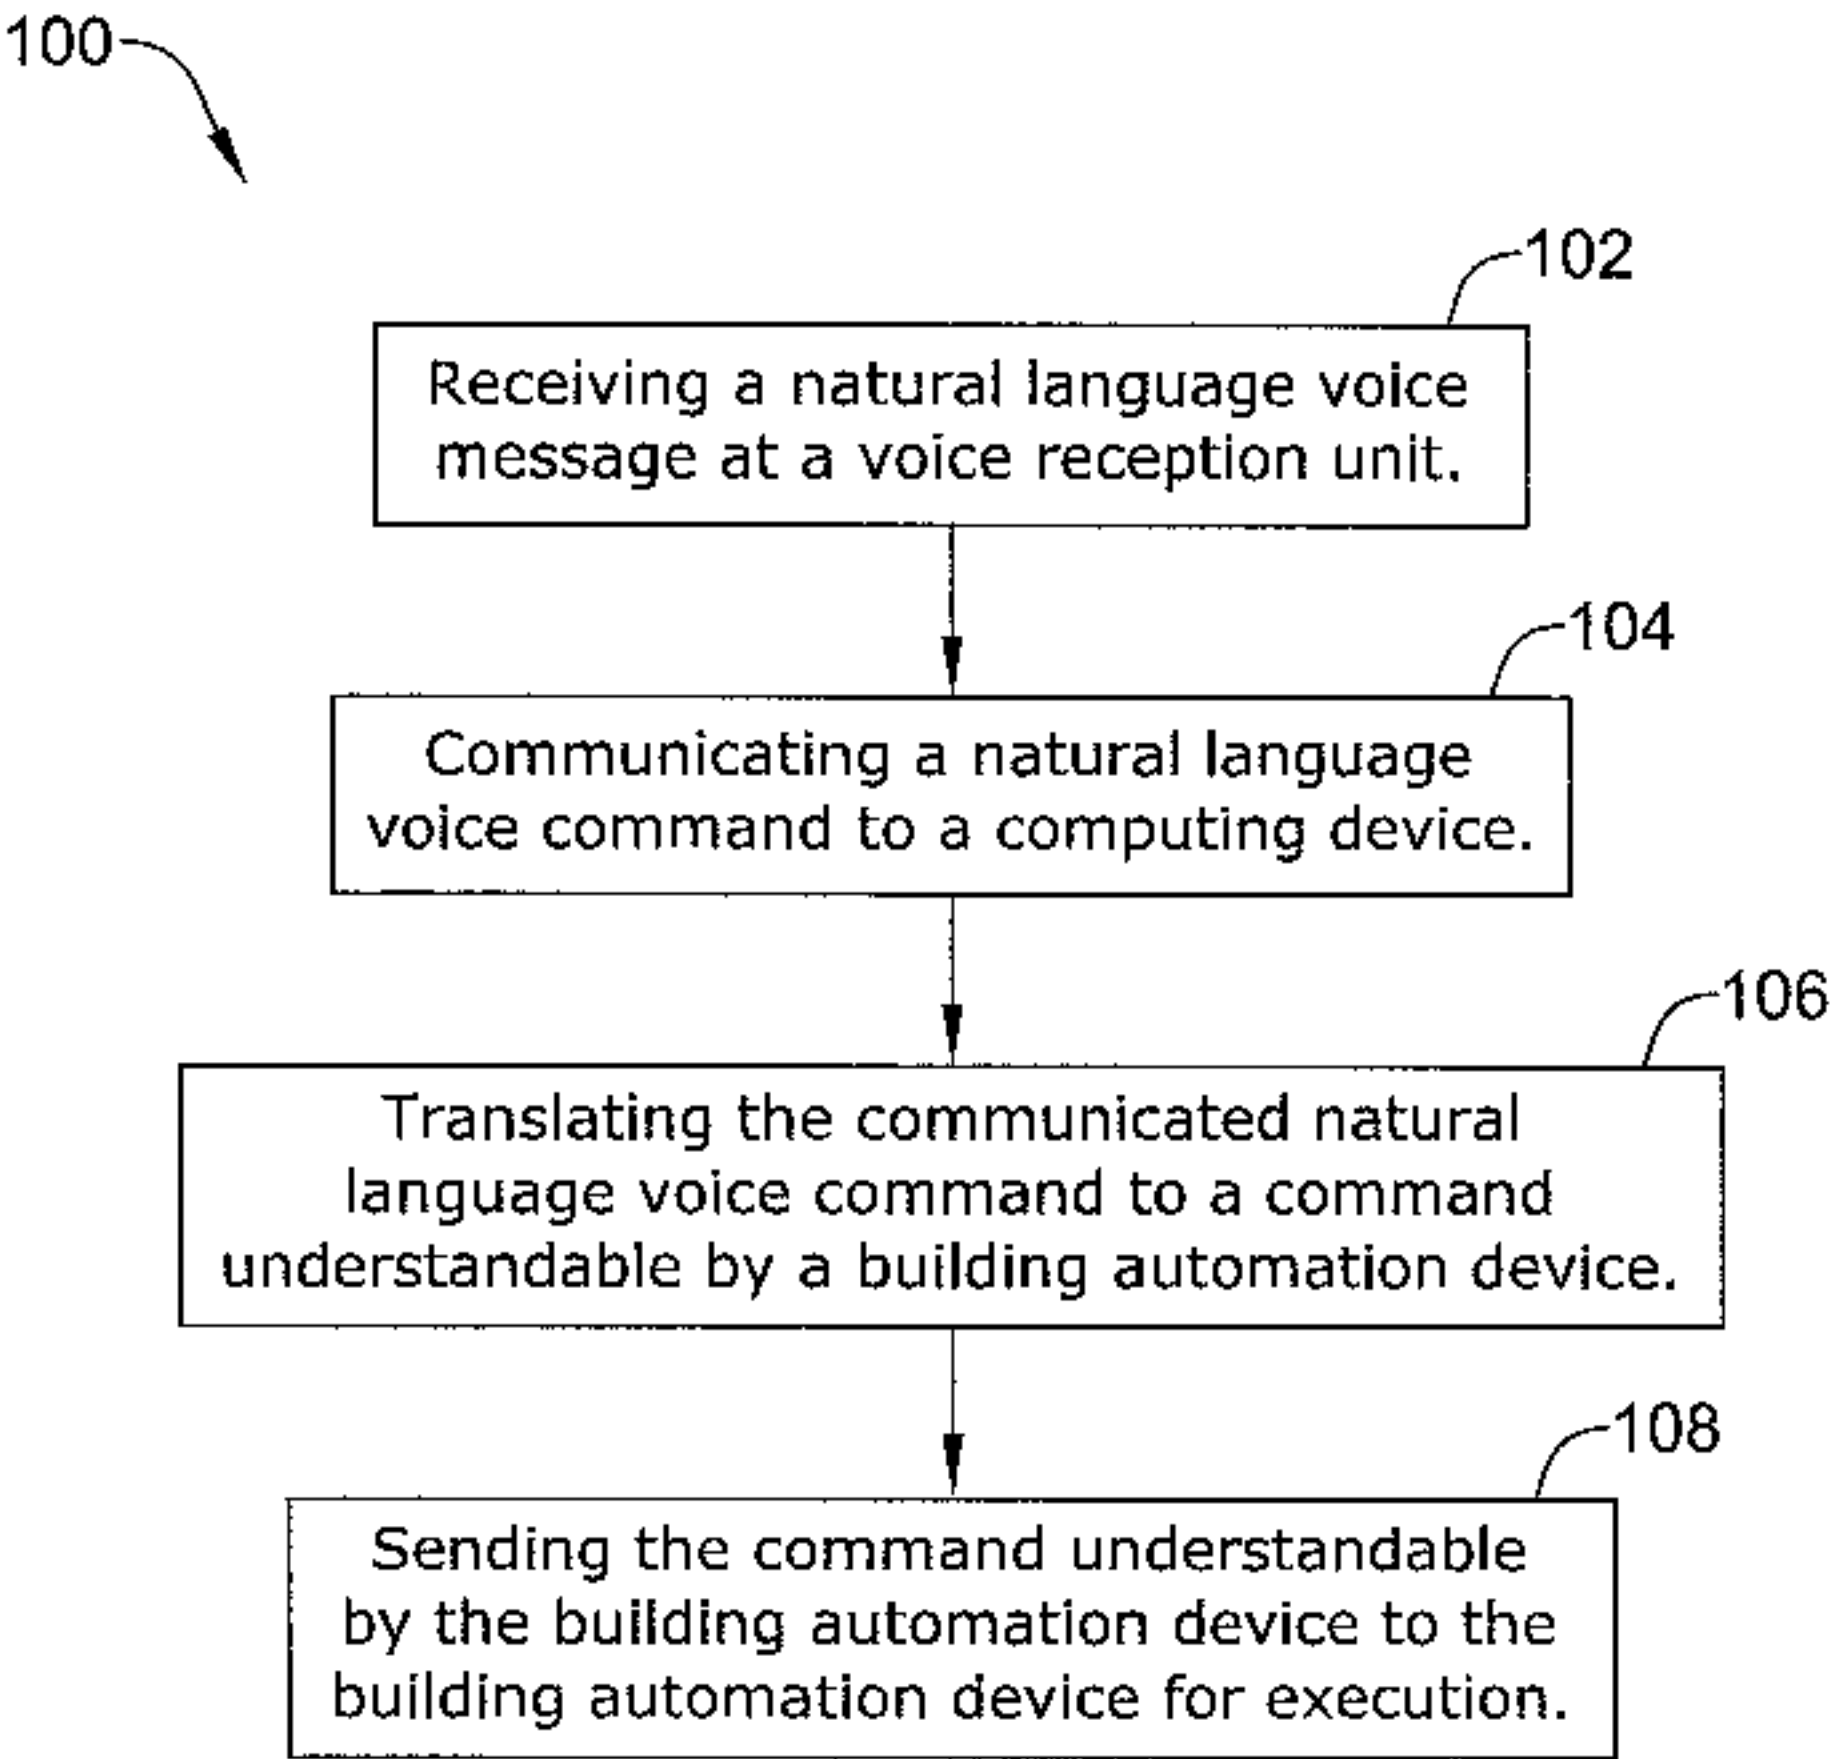 100
102
Receiving a natural language voice
message at a voice reception unit.
104
Communicating a natural language
voice command to a computing device.
106
Translating the communicated natural
language voice command to a command
understandable by a building automation device.
108
Sending the command understandable
by the building automation device to the
building automation device for execution.